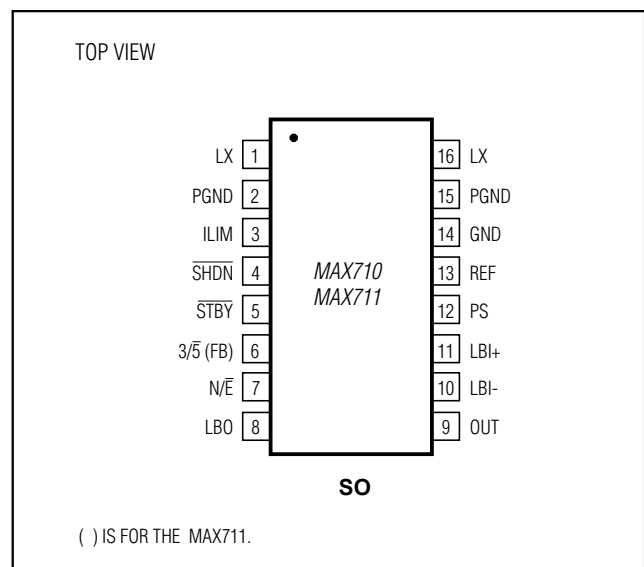 TOP VIEW
LX 1
PGND 2
ILIM 3
S̅H̅D̅N̅ 4
S̅T̅B̅Y̅ 5
3/5̅ (FB) 6
N/E̅ 7
LBO 8
MAX710
MAX711
16 LX
15 PGND
14 GND
13 REF
12 PS
11 LBI+
10 LBI-
9 OUT
SO
( ) IS FOR THE MAX711.